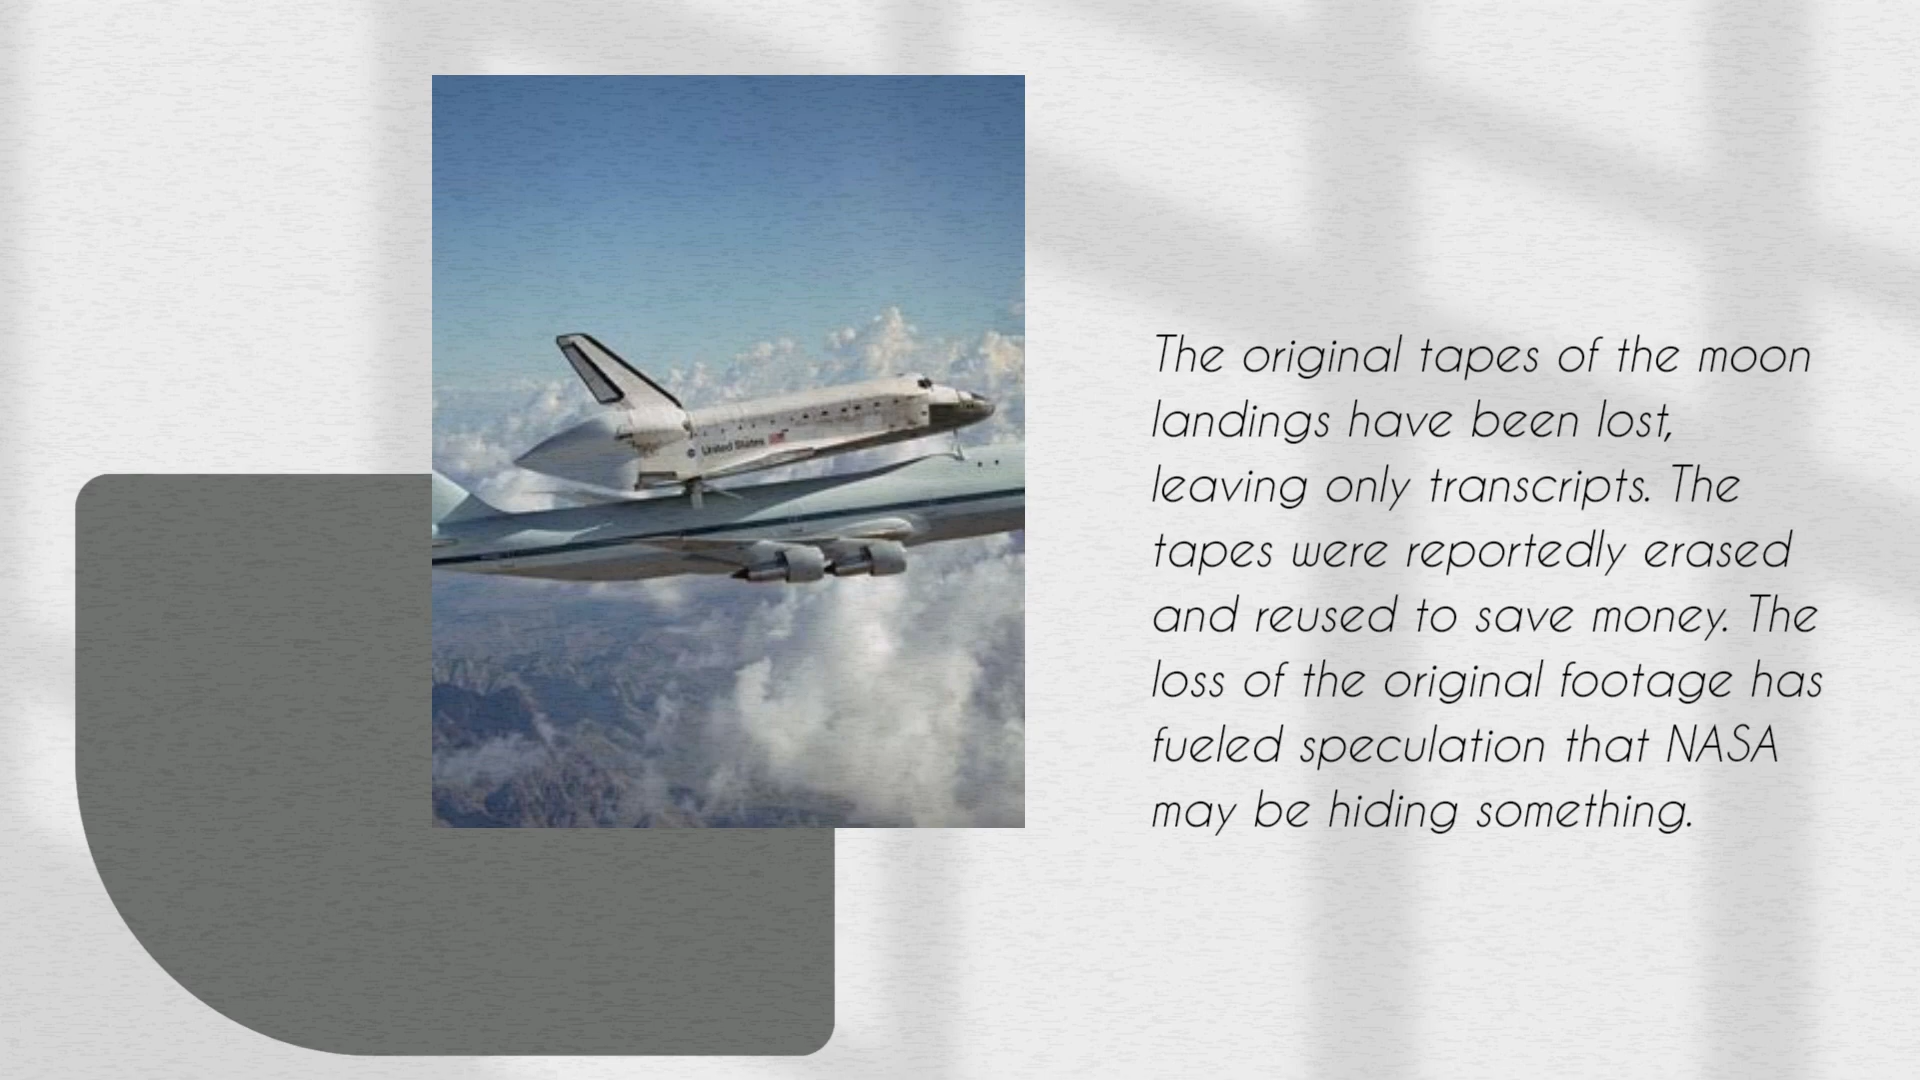 United States
The original tapes of the moon
landings have been lost,
leaving only transcripts. The
tapes were reportedly erased
and reused to save money. The
loss of the original footage has
fueled speculation that NASA
may be hiding something.